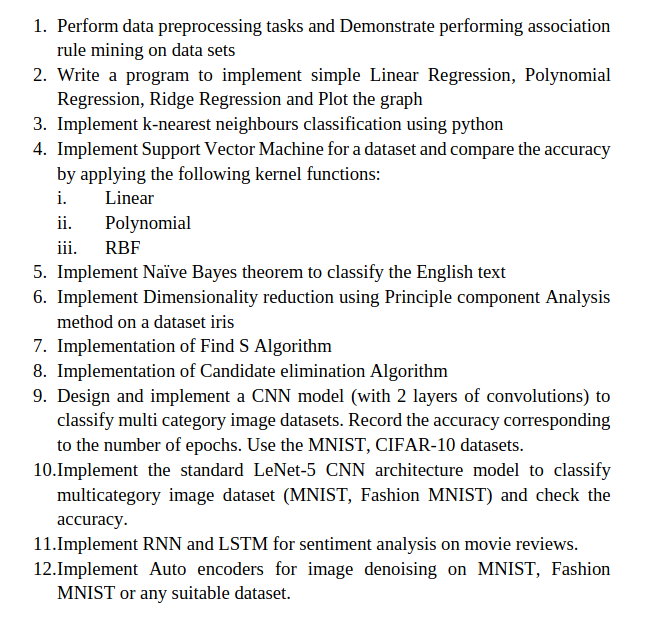 1. Perform data preprocessing tasks and Demonstrate performing association
rule mining on data sets
2. Write a program to implement simple Linear Regression, Polynomial
Regression, Ridge Regression and Plot the graph
3. Implement k-nearest neighbours classification using python
4. Implement Support Vector Machine for a dataset and compare the accuracy
by applying the following kernel functions:
i. Linear
ii. Polynomial
iii. RBF
5. Implement Naïve Bayes theorem to classify the English text
6. Implement Dimensionality reduction using Principle component Analysis
method on a dataset iris
7. Implementation of Find S Algorithm
8. Implementation of Candidate elimination Algorithm
9. Design and implement a CNN model (with 2 layers of convolutions) to
classify multi category image datasets. Record the accuracy corresponding
to the number of epochs. Use the MNIST, CIFAR-10 datasets.
10.Implement the standard LeNet-5 CNN architecture model to classify
multicategory image dataset (MNIST, Fashion MNIST) and check the
accuracy.
11.Implement RNN and LSTM for sentiment analysis on movie reviews.
12.Implement Auto encoders for image denoising on MNIST, Fashion
MNIST or any suitable dataset.